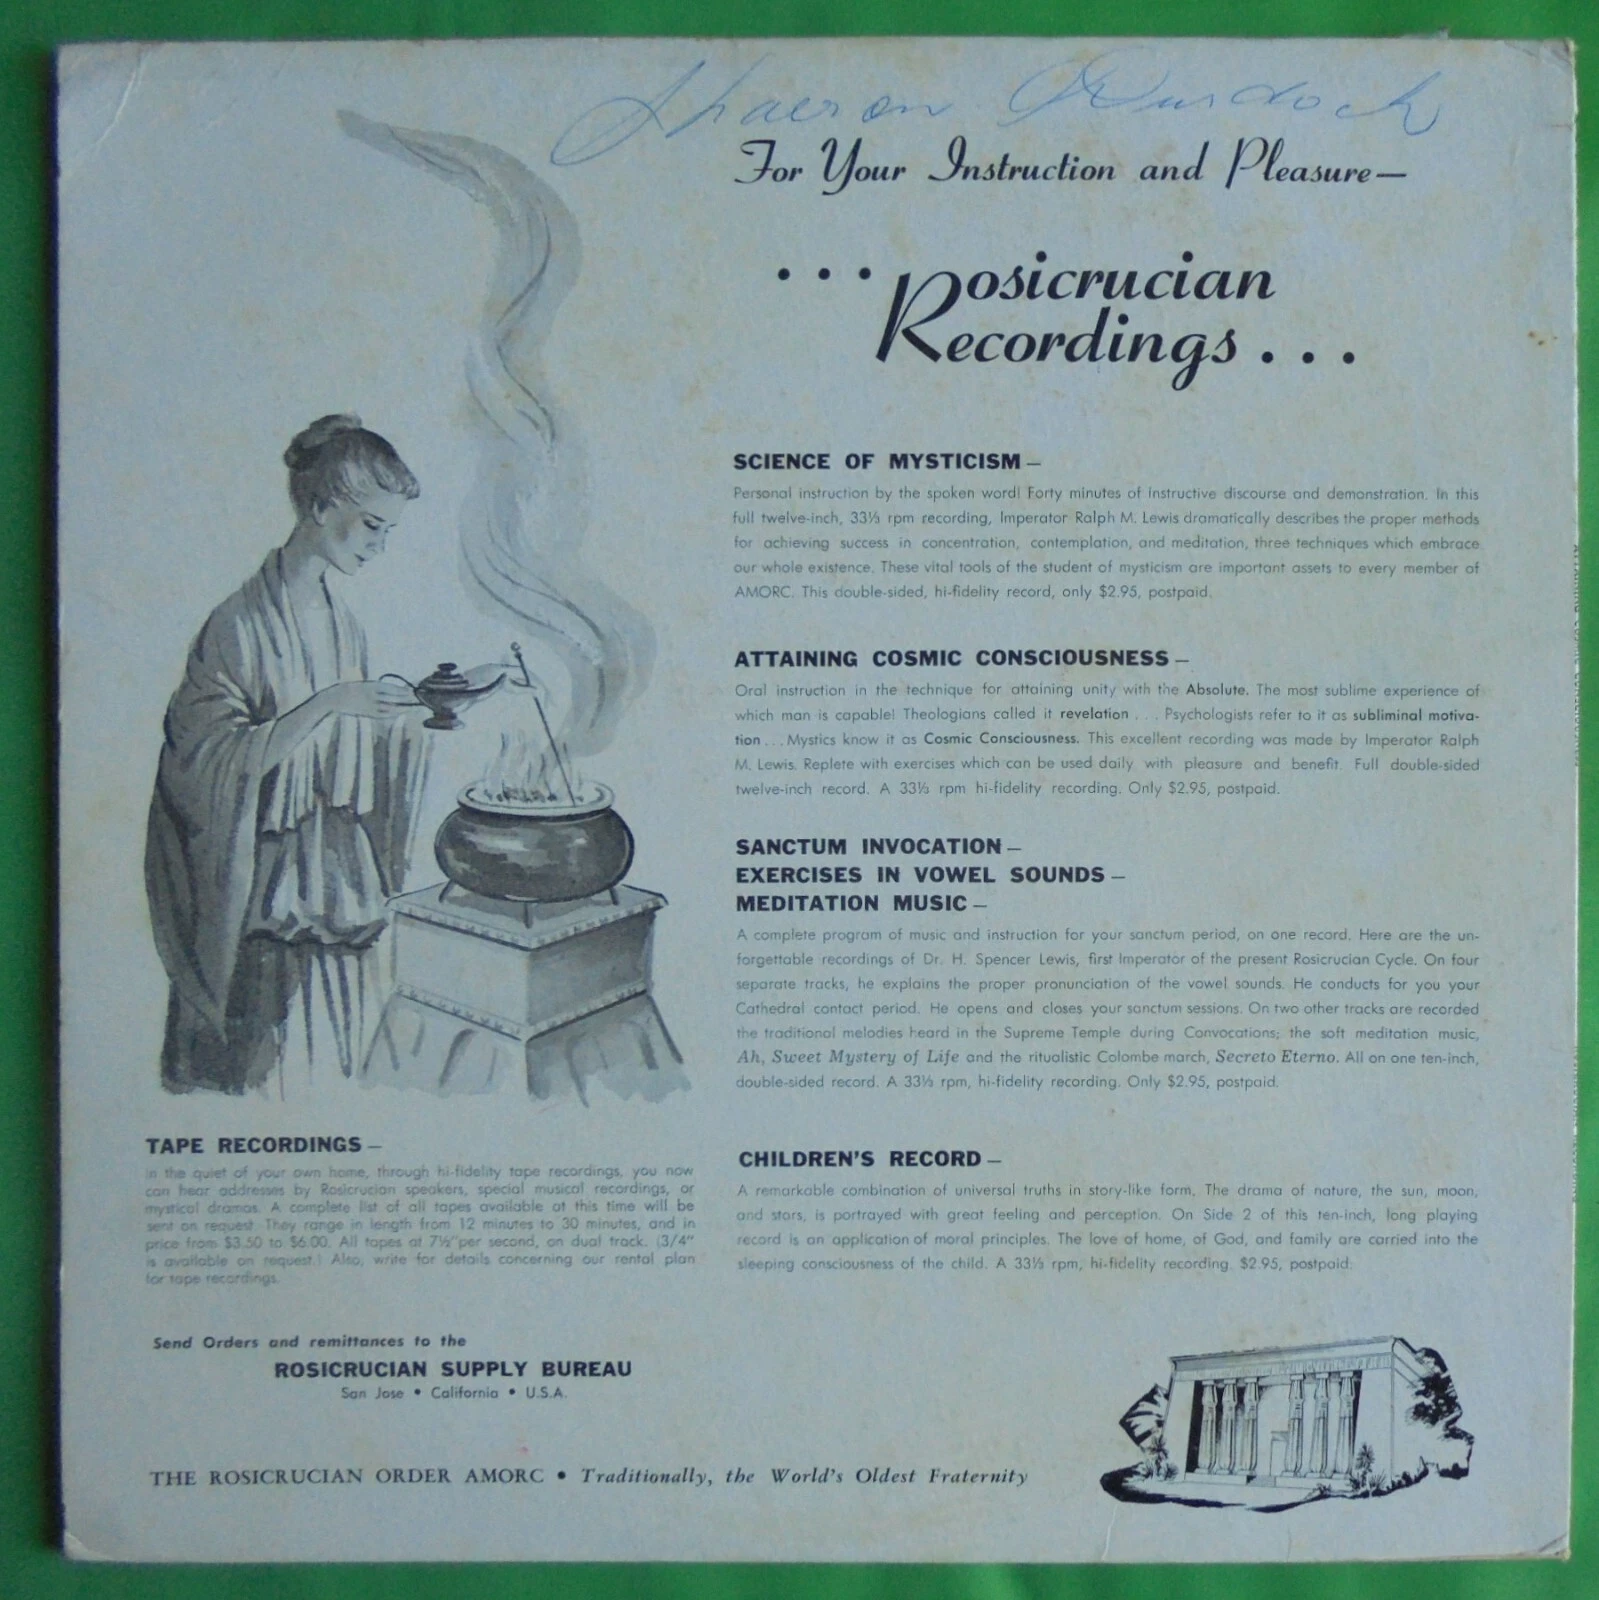 For Your Instruction and Pleasure—
... Rosicrucian
Recordings ...
SCIENCE OF MYSTICISM—
Personal instruction by the spoken word! Forty minutes of instructive discourse and demonstration. In this
full twelve-inch, 33⅓ rpm recording, Imperator Ralph M. Lewis dramatically describes the proper methods
for achieving success in concentration, contemplation, and meditation, three techniques which embrace
our whole existence. These vital tools of the student of mysticism are important assets to every member of
AMORC. This double-sided, hi-fidelity record, only $2.95, postpaid.
ATTAINING COSMIC CONSCIOUSNESS—
Oral instruction in the technique for attaining unity with the Absolute. The most sublime experience of
which man is capable! Theologians called it revelation . . . Psychologists refer to it as subliminal motiva-
tion . . . Mystics know it as Cosmic Consciousness. This excellent recording was made by Imperator Ralph
M. Lewis. Replete with exercises which can be used daily with pleasure and benefit. Full double-sided
twelve-inch record. A 33⅓ rpm hi-fidelity recording. Only $2.95, postpaid.
SANCTUM INVOCATION—
EXERCISES IN VOWEL SOUNDS—
MEDITATION MUSIC—
A complete program of music and instruction for your sanctum period, on one record. Here are the un-
forgettable recordings of Dr. H. Spencer Lewis, first Imperator of the present Rosicrucian Cycle. On four
separate tracks, he explains the proper pronunciation of the vowel sounds. He conducts for you your
Cathedral contact period. He opens and closes your sanctum sessions. On two other tracks are recorded
the traditional melodies heard in the Supreme Temple during Convocations; the soft meditation music,
Ah, Sweet Mystery of Life and the ritualistic Colombe march, Secreto Eterno. All on one ten-inch,
double-sided record. A 33⅓ rpm, hi-fidelity recording. Only $2.95, postpaid.
TAPE RECORDINGS—
In the quiet of your own home, through hi-fidelity tape recordings, you now
can hear addresses by Rosicrucian speakers, special musical recordings, or
mystical dramas. A complete list of all tapes available at this time will be
sent on request. They range in length from 12 minutes to 30 minutes, and in
price from $3.50 to $6.00. All tapes at 7½" per second, on dual track. (3/4"
is available on request.) Also, write for details concerning our rental plan
for tape recordings.
CHILDREN'S RECORD—
A remarkable combination of universal truths in story-like form. The drama of nature, the sun, moon,
and stars, is portrayed with great feeling and perception. On Side 2 of this ten-inch, long playing
record is an application of moral principles. The love of home, of God, and family are carried into the
sleeping consciousness of the child. A 33⅓ rpm, hi-fidelity recording. $2.95, postpaid.
Send Orders and remittances to the
ROSICRUCIAN SUPPLY BUREAU
San Jose • California • U.S.A.
THE ROSICRUCIAN ORDER AMORC • Traditionally, the World's Oldest Fraternity